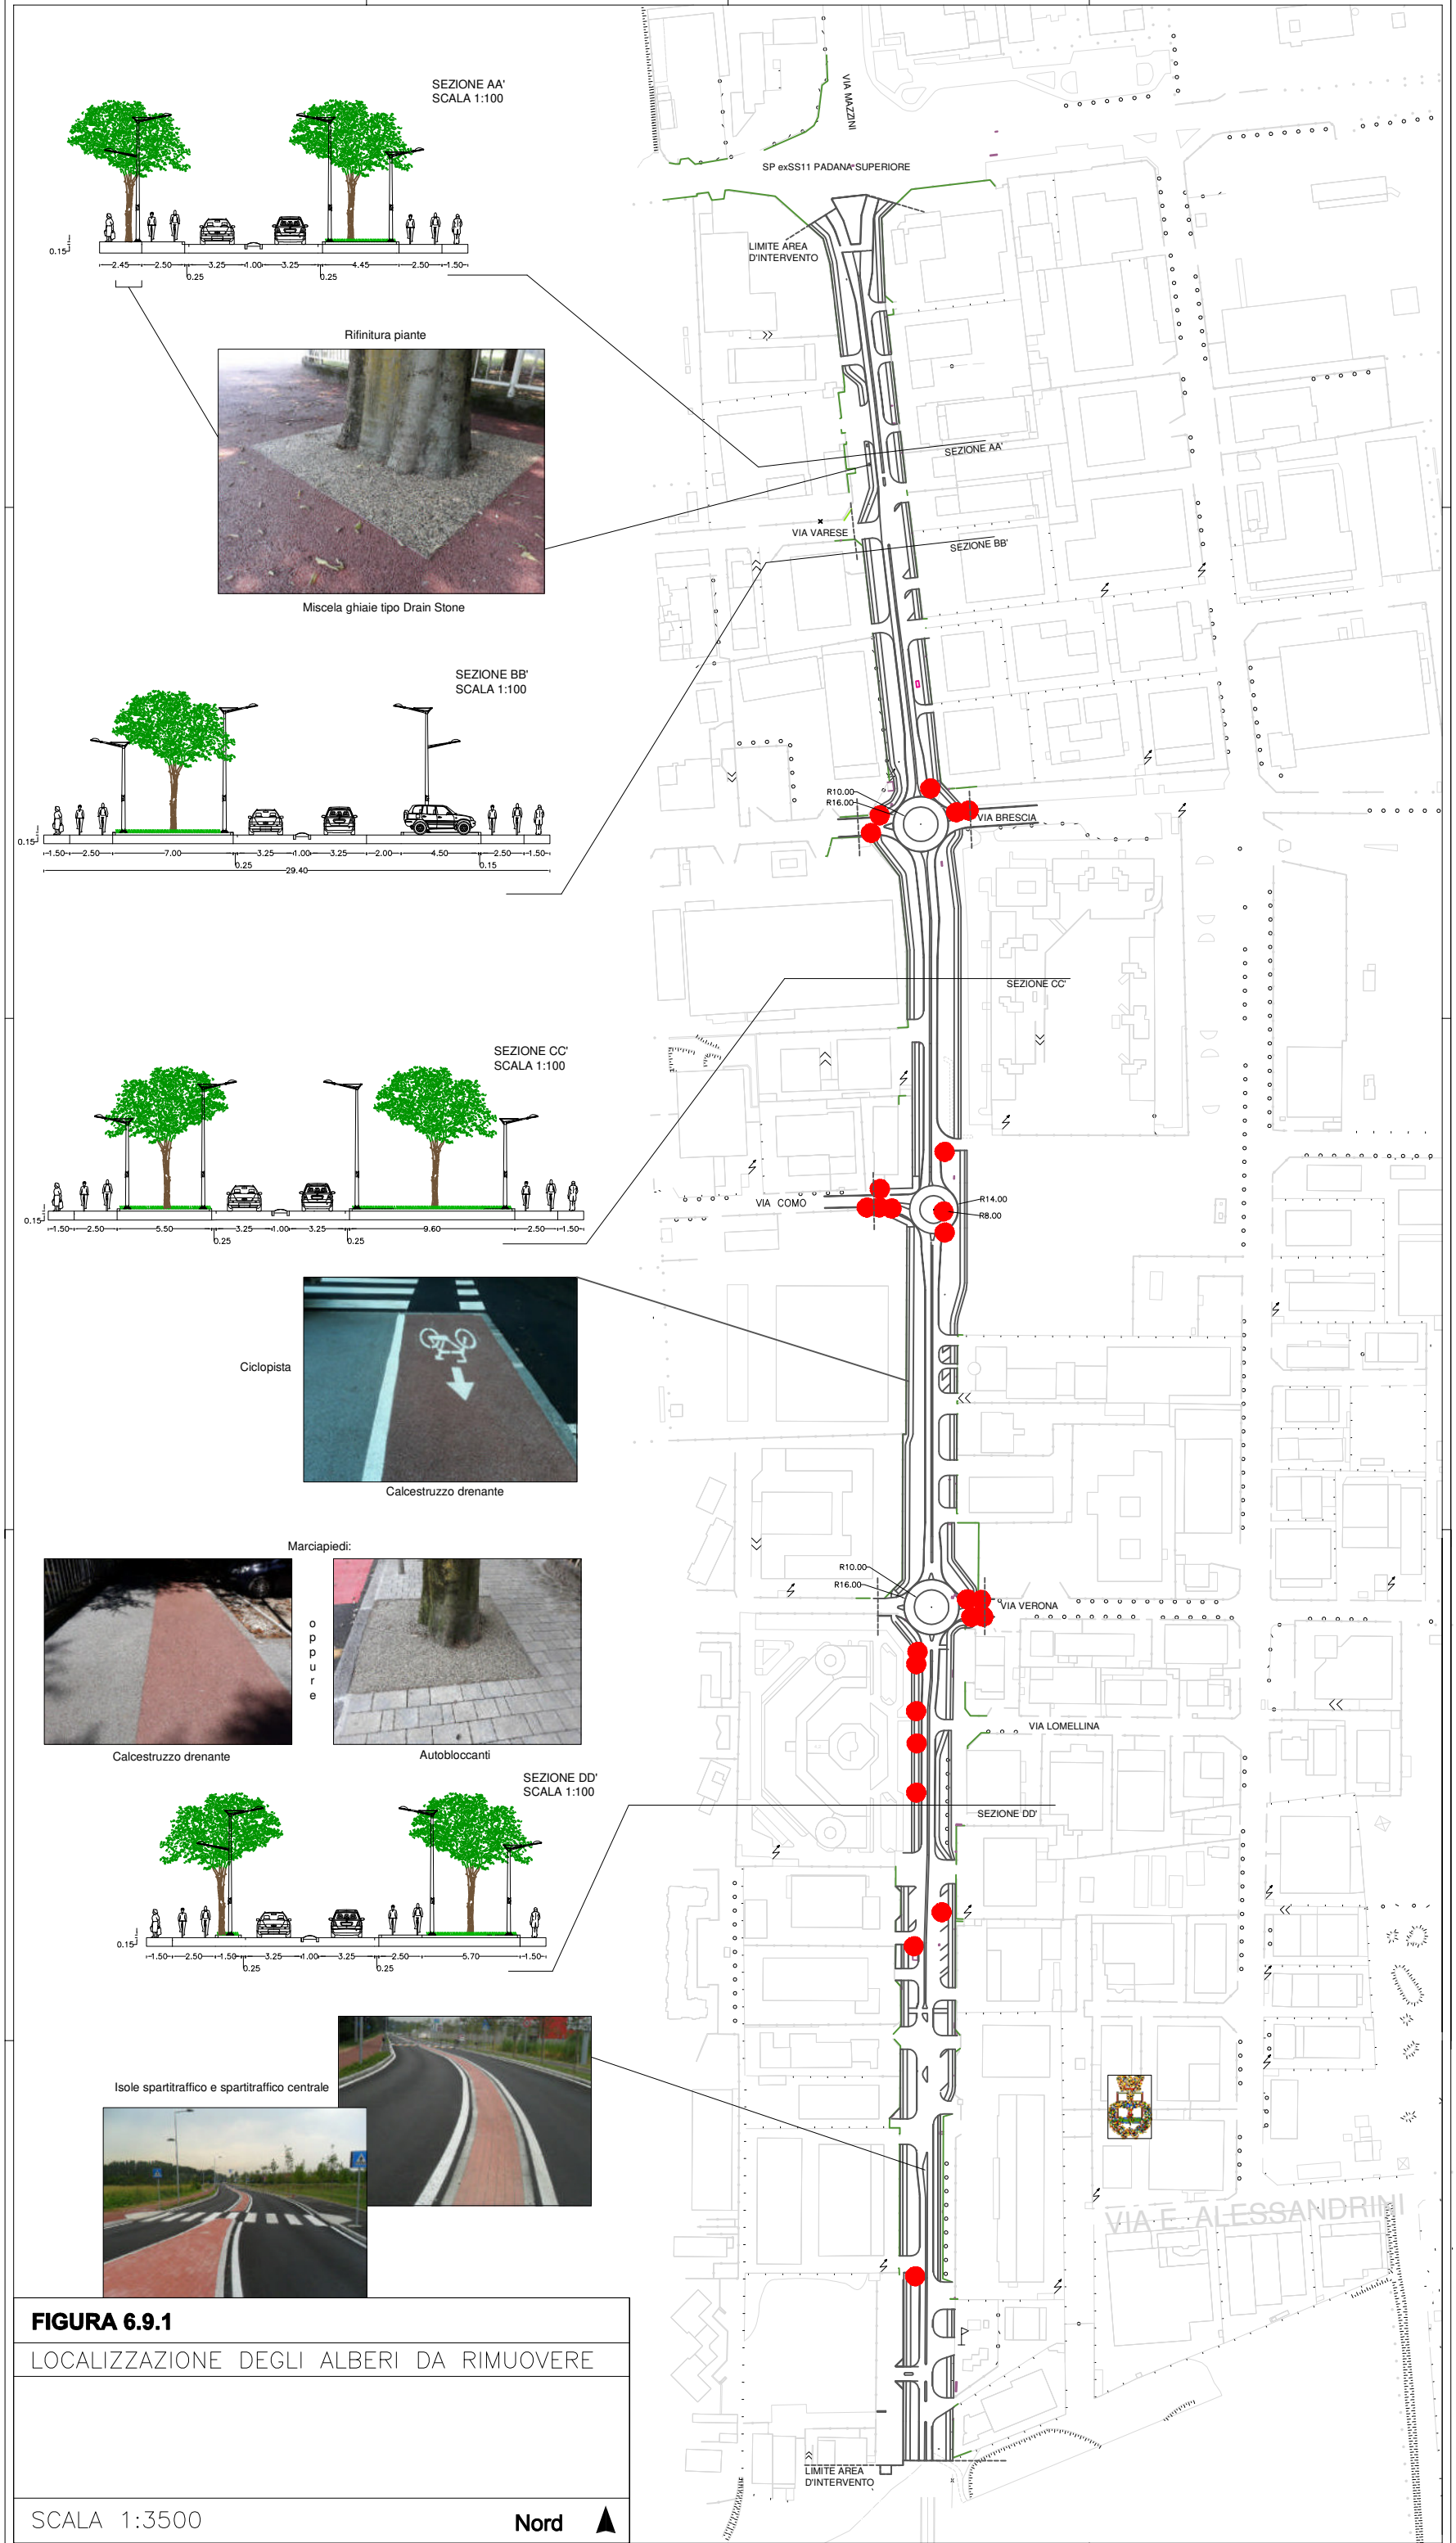 SEZIONE AA'
SCALA 1:100
0.15
2.45 2.50 3.25 1.00 3.25 4.45 2.50 1.50
0.25 0.25
Rifinitura piante
Miscela ghiaie tipo Drain Stone
SEZIONE BB'
SCALA 1:100
0.15
1.50 2.50 7.00 3.25 1.00 3.25 2.00 4.50 2.50 1.50
0.25 0.15
29.40
SEZIONE CC'
SCALA 1:100
0.15
1.50 2.50 5.50 3.25 1.00 3.25 9.60 2.50 1.50
0.25 0.25
Ciclopista
Calcestruzzo drenante
Marciapiedi:
oppure
Calcestruzzo drenante
Autobloccanti
SEZIONE DD'
SCALA 1:100
0.15
1.50 2.50 1.50 3.25 1.00 3.25 2.50 5.70 1.50
0.25 0.25
Isole spartitraffico e spartitraffico centrale
VIA MAZZINI
SP exSS11 PADANA SUPERIORE
LIMITE AREA
D'INTERVENTO
SEZIONE AA'
VIA VARESE
SEZIONE BB'
R10.00
R16.00
VIA BRESCIA
SEZIONE CC'
VIA COMO
R14.00
R8.00
R10.00
R16.00
VIA VERONA
VIA LOMELLINA
SEZIONE DD'
VIA E. ALESSANDRINI
LIMITE AREA
D'INTERVENTO
FIGURA 6.9.1
LOCALIZZAZIONE DEGLI ALBERI DA RIMUOVERE
SCALA 1:3500
Nord